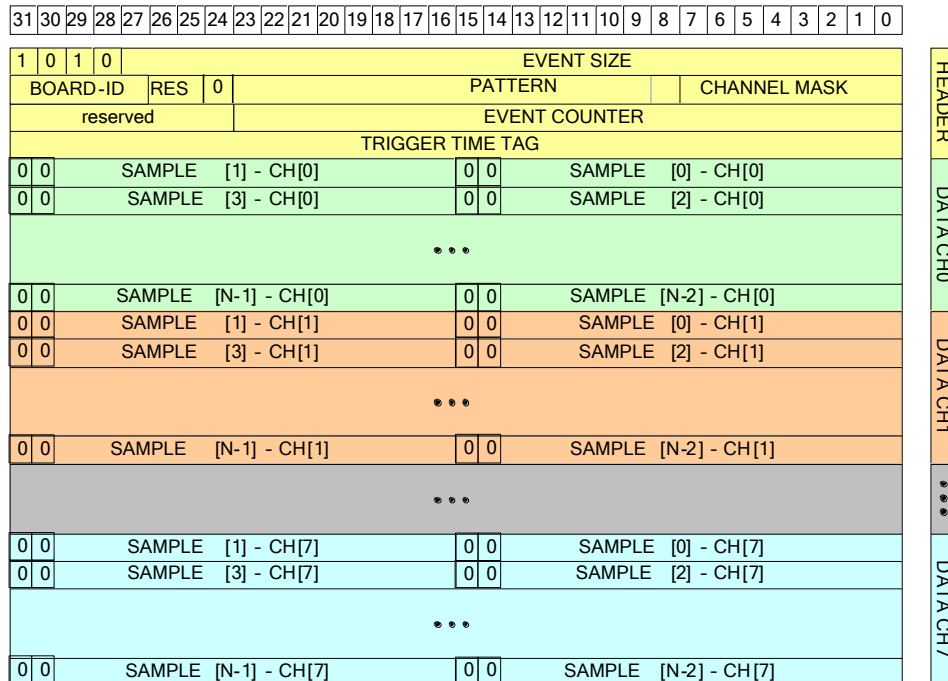 31 30 29 28 27 26 25 24 23 22 21 20 19 18 17 16 15 14 13 12 11 10 9 8 7 6 5 4 3 2 1 0
1 0 1 0 EVENT SIZE
BOARD-ID RES 0 PATTERN CHANNEL MASK
reserved EVENT COUNTER
TRIGGER TIME TAG
HEADER
0 0 SAMPLE [1] - CH[0] 0 0 SAMPLE [0] - CH[0]
0 0 SAMPLE [3] - CH[0] 0 0 SAMPLE [2] - CH[0]
...
0 0 SAMPLE [N-1] - CH[0] 0 0 SAMPLE [N-2] - CH[0]
DATA CH0
0 0 SAMPLE [1] - CH[1] 0 0 SAMPLE [0] - CH[1]
0 0 SAMPLE [3] - CH[1] 0 0 SAMPLE [2] - CH[1]
...
0 0 SAMPLE [N-1] - CH[1] 0 0 SAMPLE [N-2] - CH[1]
DATA CH1
...
...
0 0 SAMPLE [1] - CH[7] 0 0 SAMPLE [0] - CH[7]
0 0 SAMPLE [3] - CH[7] 0 0 SAMPLE [2] - CH[7]
...
0 0 SAMPLE [N-1] - CH[7] 0 0 SAMPLE [N-2] - CH[7]
DATA CH7